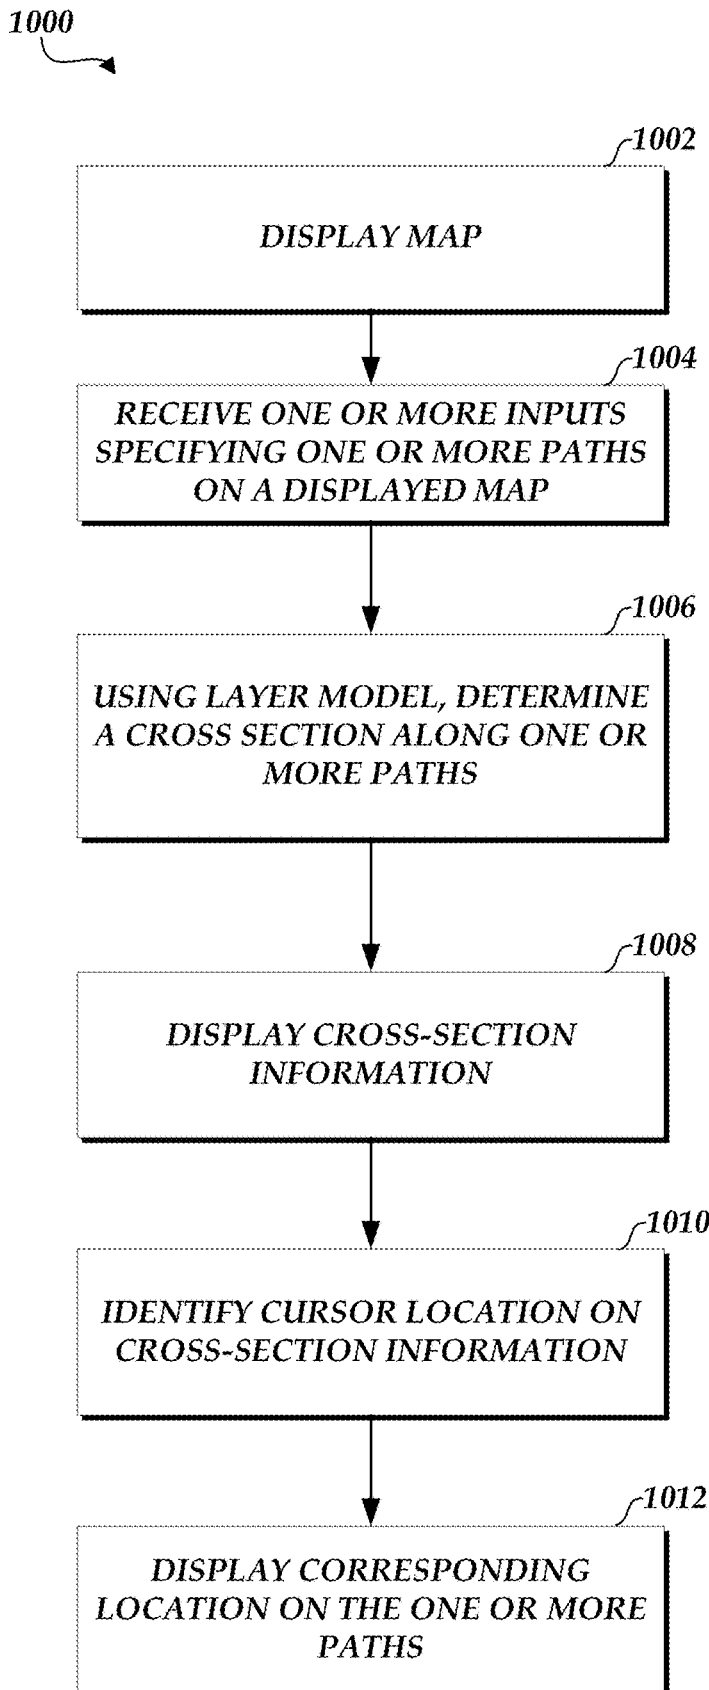 1000
1002
DISPLAY MAP
1004
RECEIVE ONE OR MORE INPUTS
SPECIFYING ONE OR MORE PATHS
ON A DISPLAYED MAP
1006
USING LAYER MODEL, DETERMINE
A CROSS SECTION ALONG ONE OR
MORE PATHS
1008
DISPLAY CROSS-SECTION
INFORMATION
1010
IDENTIFY CURSOR LOCATION ON
CROSS-SECTION INFORMATION
1012
DISPLAY CORRESPONDING
LOCATION ON THE ONE OR MORE
PATHS